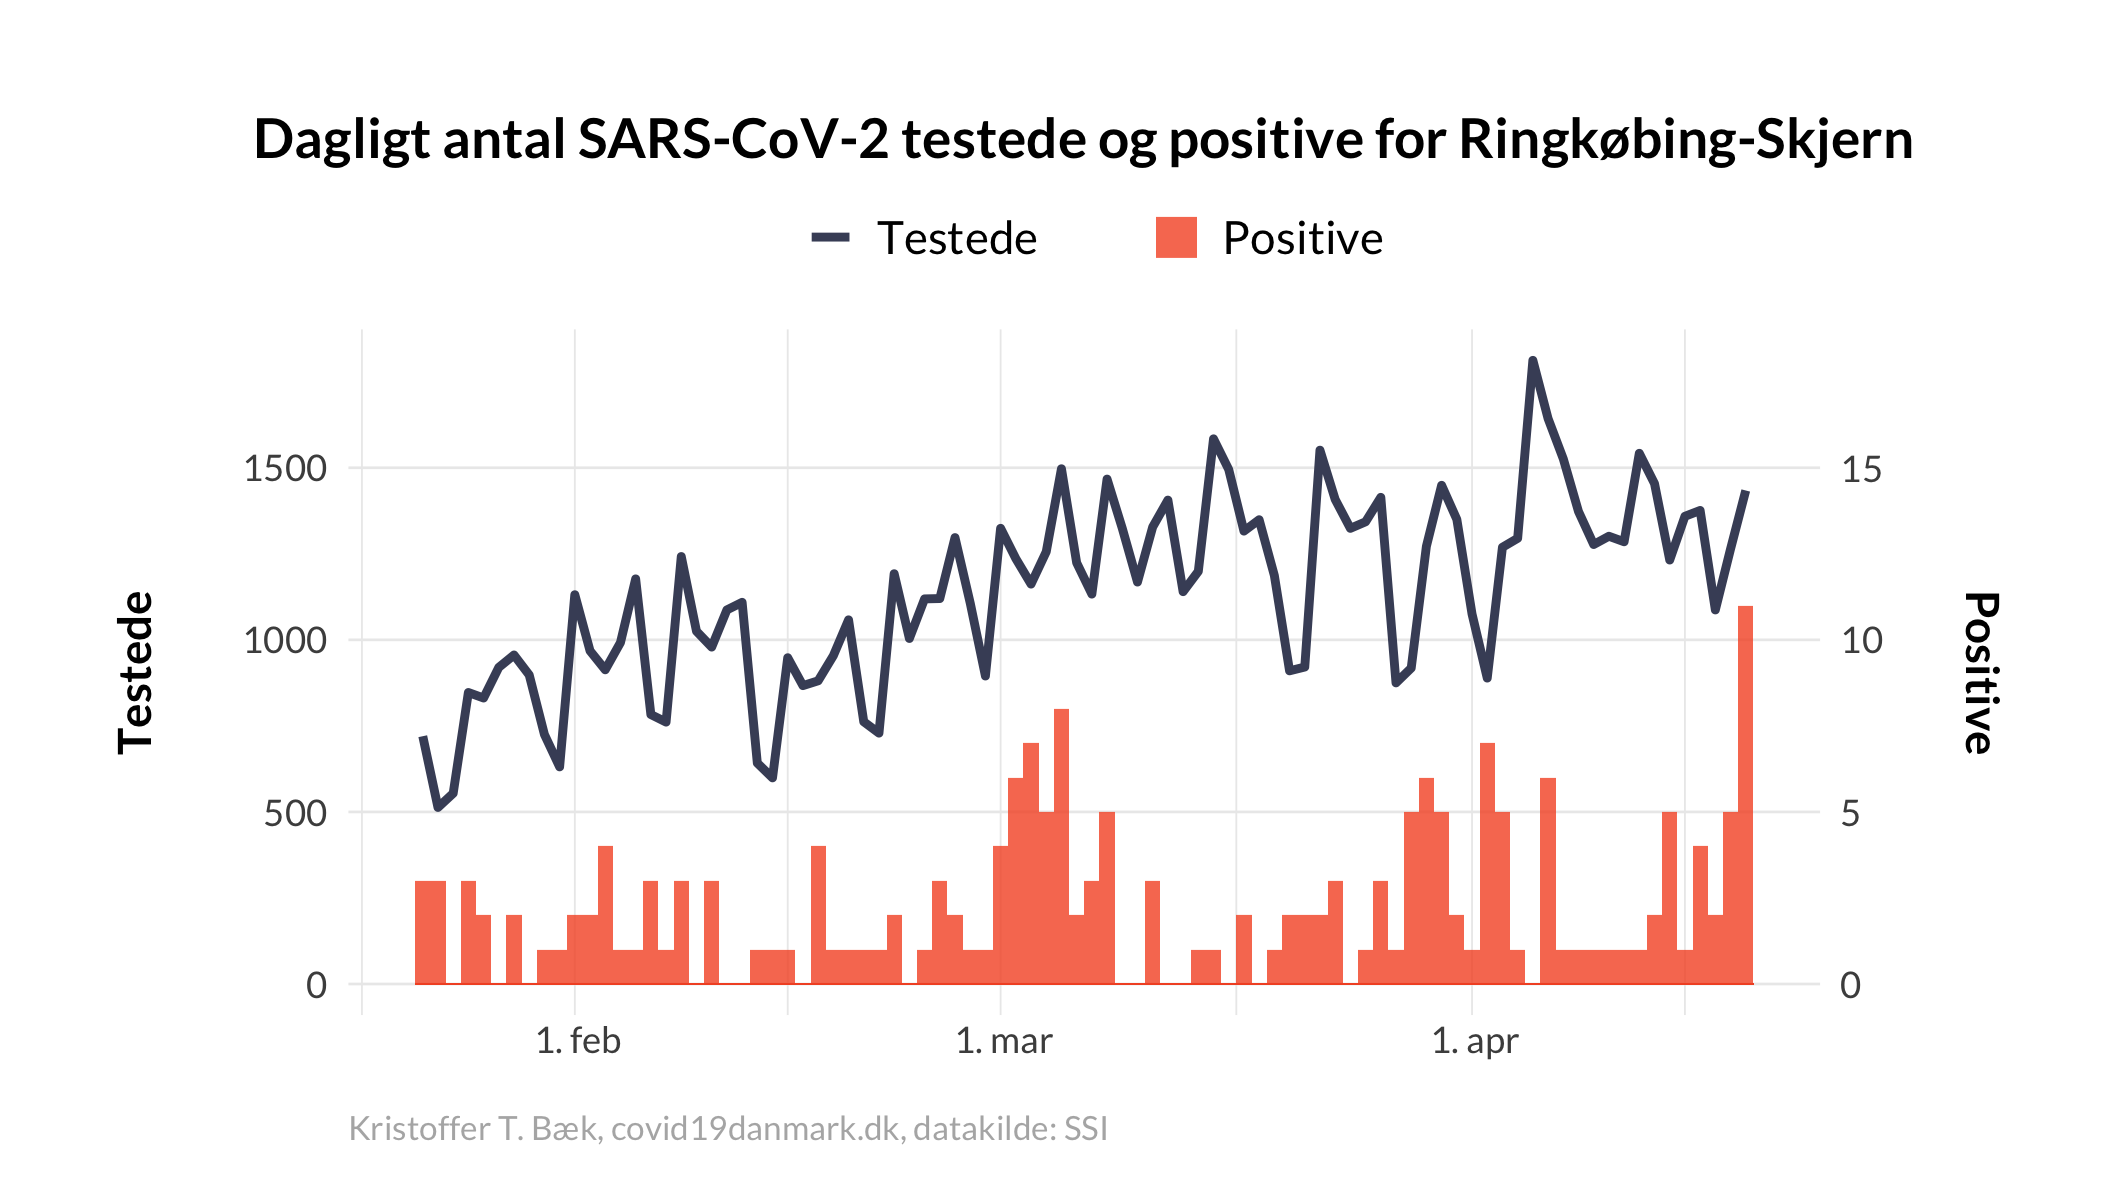 Dagligt antal SARS-CoV-2 testede og positive for Ringkøbing-Skjern
Testede
Positive
Testede
1500
1000
500
0
15
10
5
0
Positive
1. feb
1. mar
1. apr
Kristoffer T. Bæk, covid19danmark.dk, datakilde: SSI